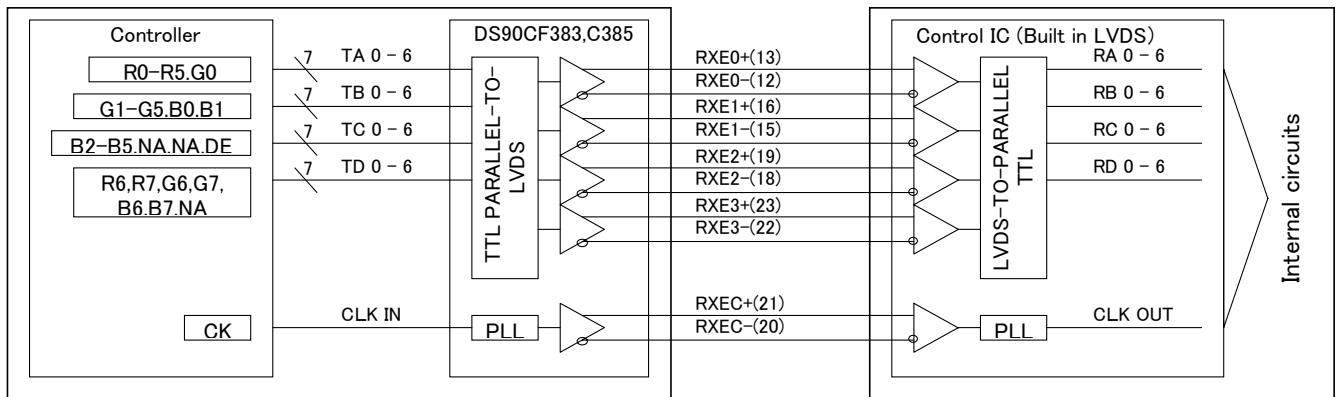 Controller
R0-R5.G0
G1-G5.B0.B1
B2-B5.NA.NA.DE
R6,R7,G6,G7,
B6.B7.NA
CK
7
TA 0 - 6
7
TB 0 - 6
7
TC 0 - 6
7
TD 0 - 6
CLK IN
DS90CF383,C385
TTL PARALLEL-TO-
LVDS
PLL
RXE0+(13)
RXE0-(12)
RXE1+(16)
RXE1-(15)
RXE2+(19)
RXE2-(18)
RXE3+(23)
RXE3-(22)
RXEC+(21)
RXEC-(20)
Control IC (Built in LVDS)
LVDS-TO-PARALLEL
TTL
PLL
RA 0 - 6
RB 0 - 6
RC 0 - 6
RD 0 - 6
CLK OUT
Internal circuits